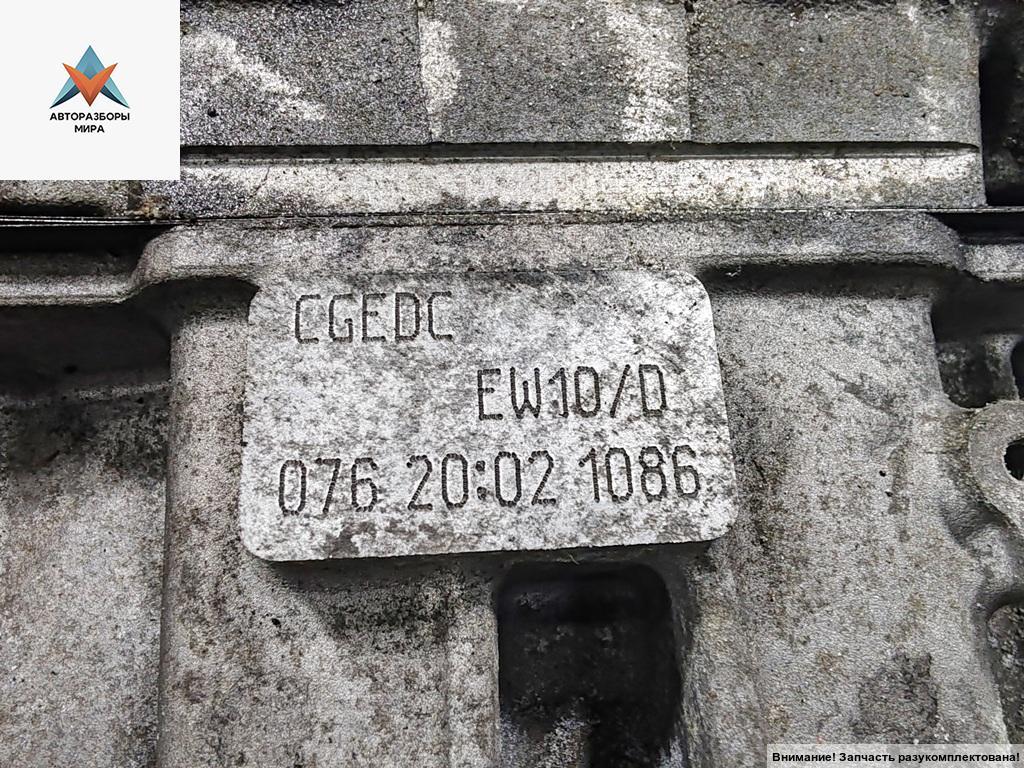 АВТОРАЗБОРЫ
МИРА
CGEDC
EW10/D
076 20:02 1086
Внимание! Запчасть разукомплектована!